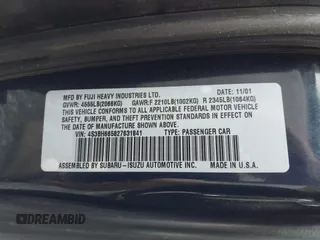 MFD BY FUJI HEAVY INDUSTRIES LTD. 11/01
GVWR: 4555LB(2066KG) GAWR:F 2210LB(1002KG) R 2345LB(1064KG)
THIS VEHICLE CONFORMS TO ALL APPLICABLE FEDERAL MOTOR VEHICLE
SAFETY, BUMPER, AND THEFT PREVENTION STANDARDS IN EFFECT ON
THE DATE OF MANUFACTURE SHOWN ABOVE.
VIN: 4S3BH665827631841 TYPE: PASSENGER CAR
ASSEMBLED BY SUBARU-ISUZU AUTOMOTIVE INC. MADE IN U.S.A.
DREAMBID